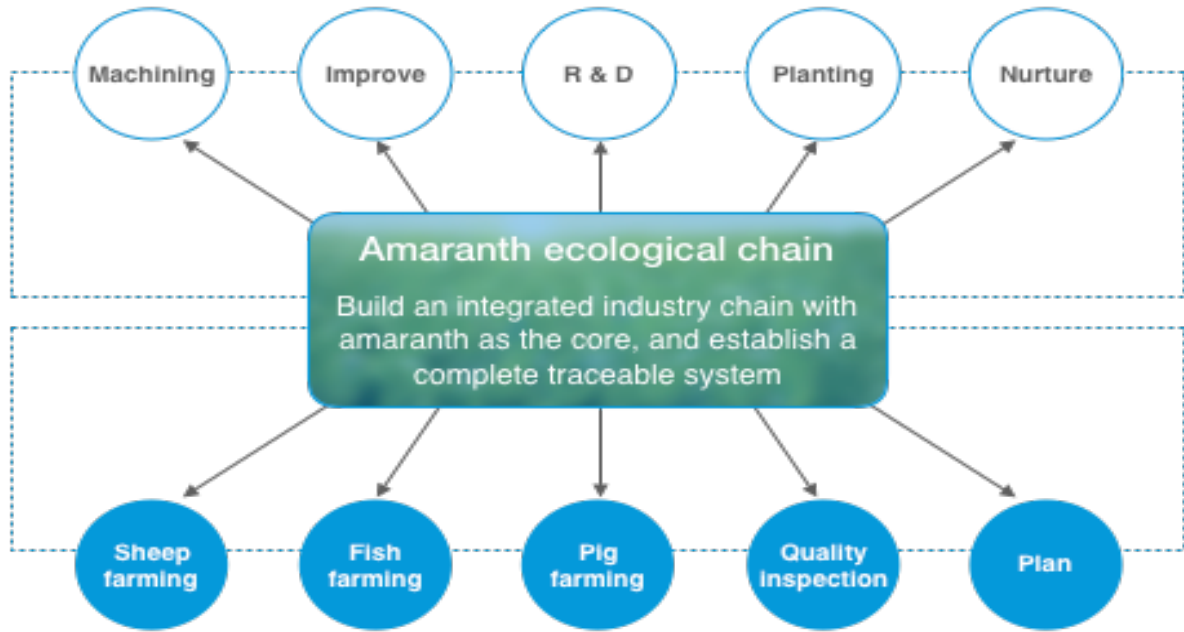 Machining
Improve
R & D
Planting
Nurture
Amaranth ecological chain
Build an integrated industry chain with
amaranth as the core, and establish a
complete traceable system
Sheep
farming
Fish
farming
Pig
farming
Quality
inspection
Plan